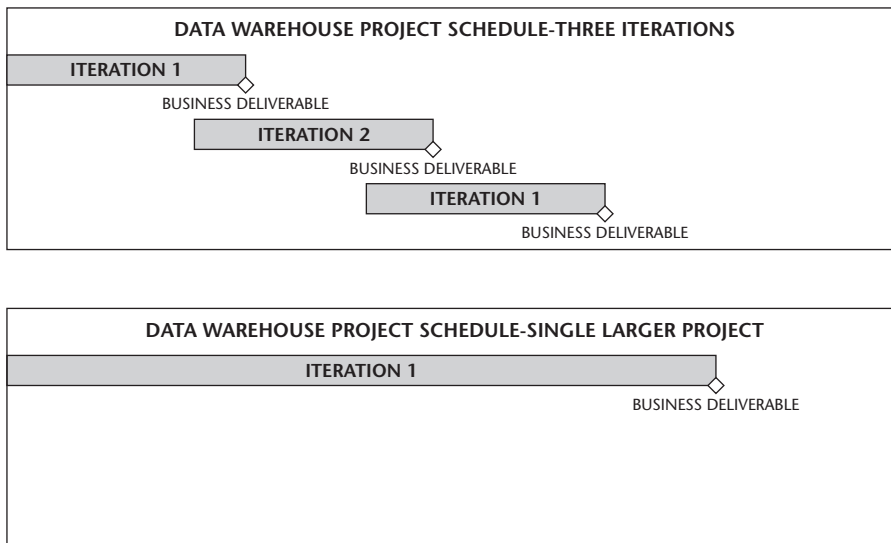 DATA WAREHOUSE PROJECT SCHEDULE-THREE ITERATIONS
ITERATION 1
BUSINESS DELIVERABLE
ITERATION 2
BUSINESS DELIVERABLE
ITERATION 1
BUSINESS DELIVERABLE
DATA WAREHOUSE PROJECT SCHEDULE-SINGLE LARGER PROJECT
ITERATION 1
BUSINESS DELIVERABLE